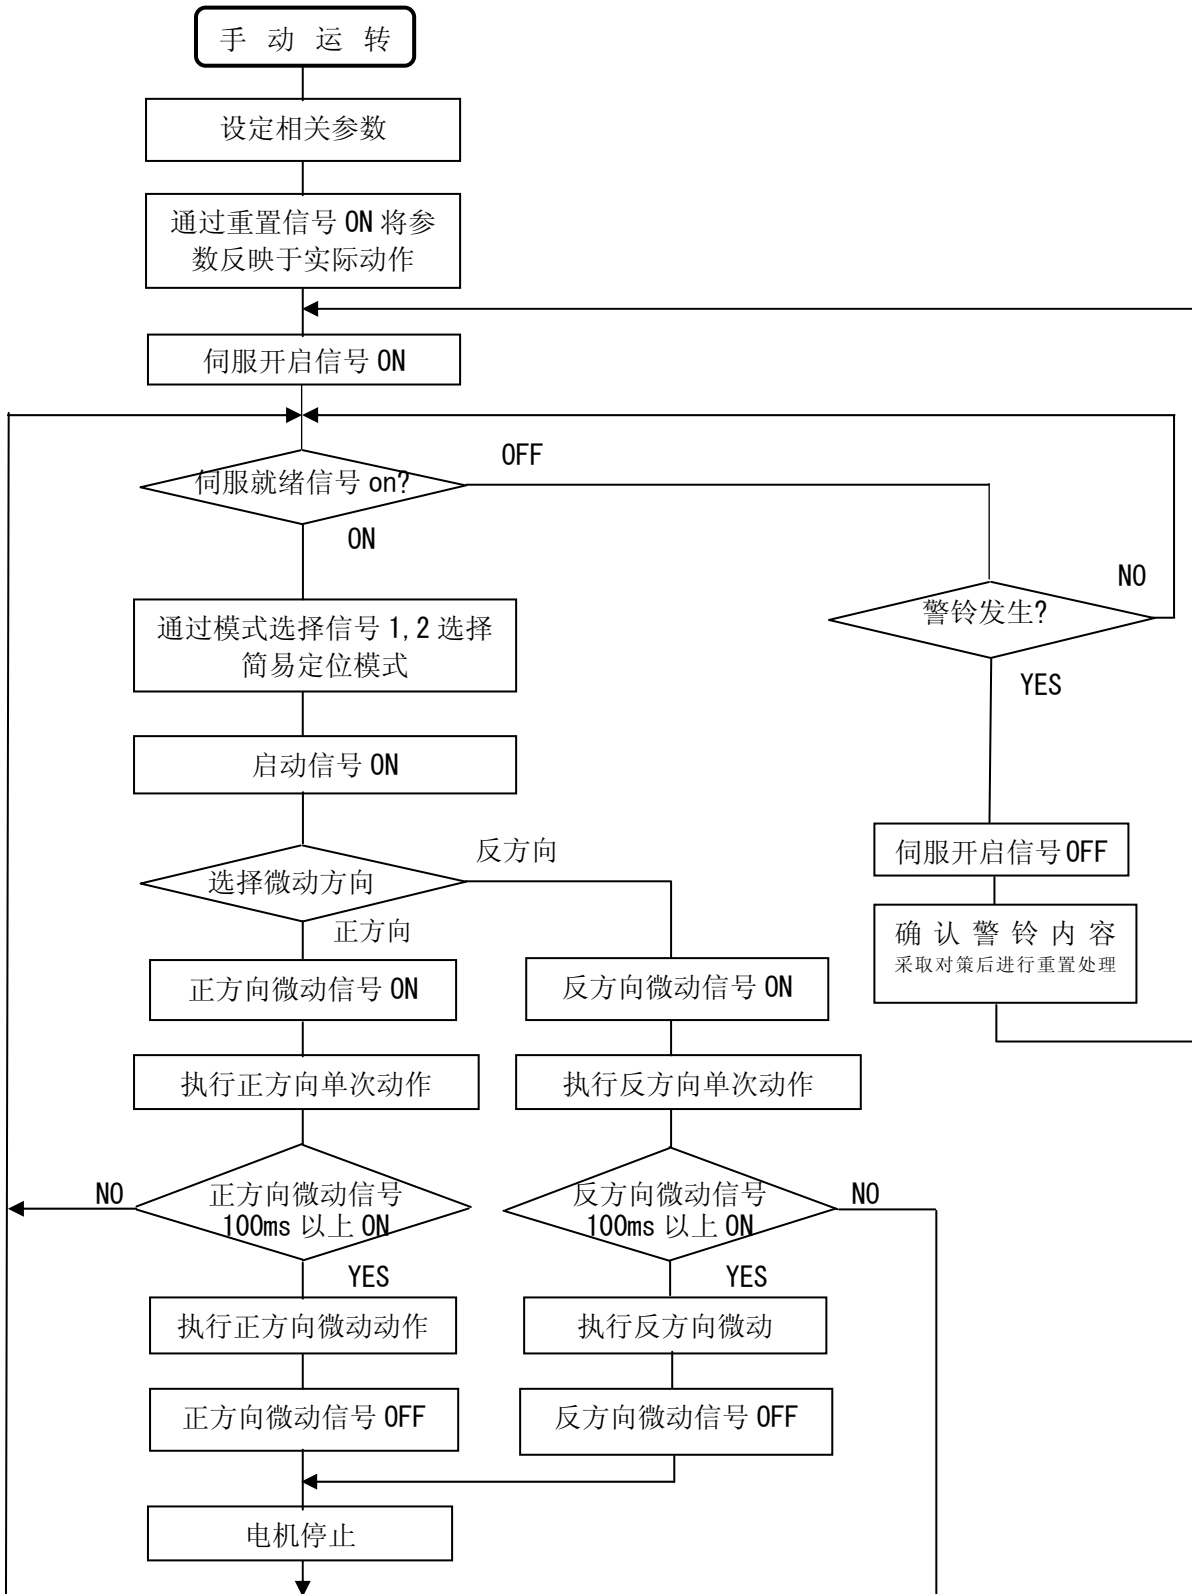 手动运转
设定相关参数
通过重置信号 ON 将参
数反映于实际动作
伺服开启信号 ON
OFF
伺服就绪信号 on?
ON
NO
警铃发生?
YES
通过模式选择信号 1,2 选择
简易定位模式
启动信号 ON
反方向
选择微动方向
正方向
伺服开启信号 OFF
确认警铃内容
采取对策后进行重置处理
正方向微动信号 ON
反方向微动信号 ON
执行正方向单次动作
执行反方向单次动作
NO
正方向微动信号
100ms 以上 ON
反方向微动信号
100ms 以上 ON
NO
YES
YES
执行正方向微动动作
执行反方向微动
正方向微动信号 OFF
反方向微动信号 OFF
电机停止